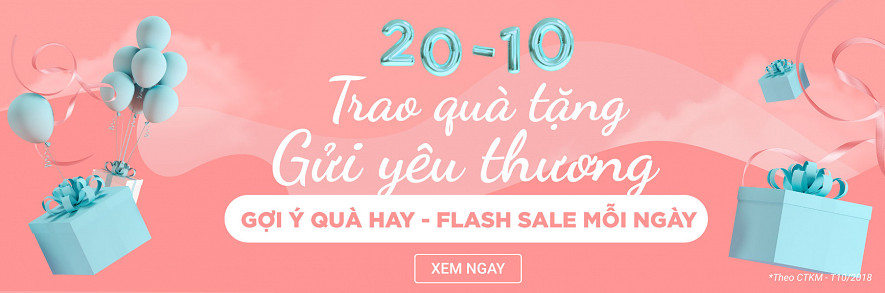 20-10
Trao quà tặng
Gửi yêu thương
GỢI Ý QUÀ HAY - FLASH SALE MỖI NGÀY
XEM NGAY
*Theo CTKM - T10/2018